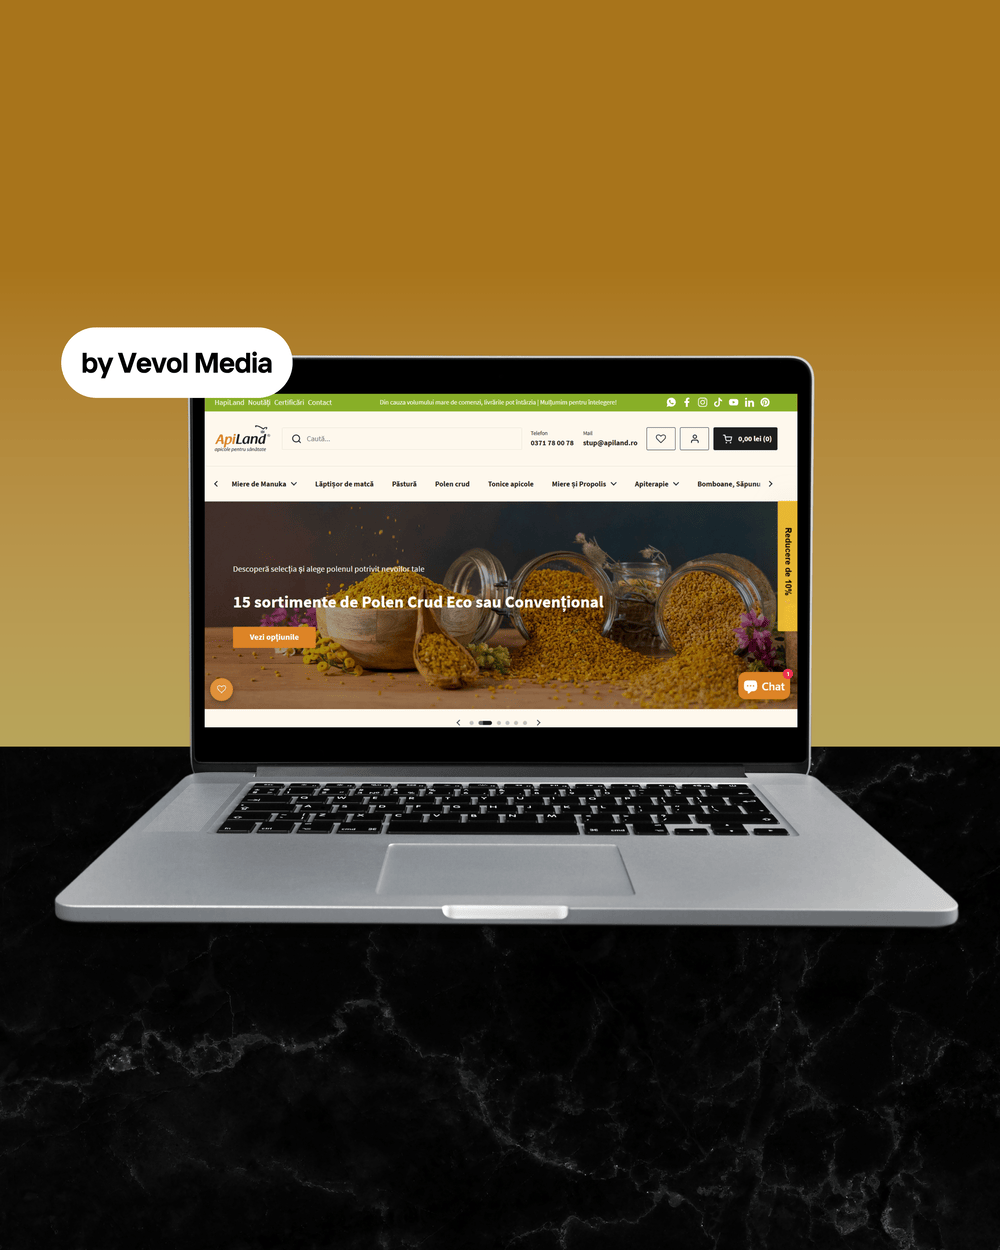 by Vevol Media
HapiLand Noutăți Certificări Contact
Din cauza volumului mare de comenzi, livrările pot întârzia | Mulțumim pentru înțelegere!
ApiLand®
apicole pentru sănătate
Caută...
Telefon
0371 78 00 78
Mail
stup@apiland.ro
0,00 lei (0)
Miere de Manuka
Lăptișor de matcă
Păstură
Polen crud
Tonice apicole
Miere și Propolis
Apiterapie
Bomboane, Săpunu
Reducere de 10%
Descoperă selecția și alege polenul potrivit nevoilor tale
15 sortimente de Polen Crud Eco sau Convențional
Vezi opțiunile
Chat
1